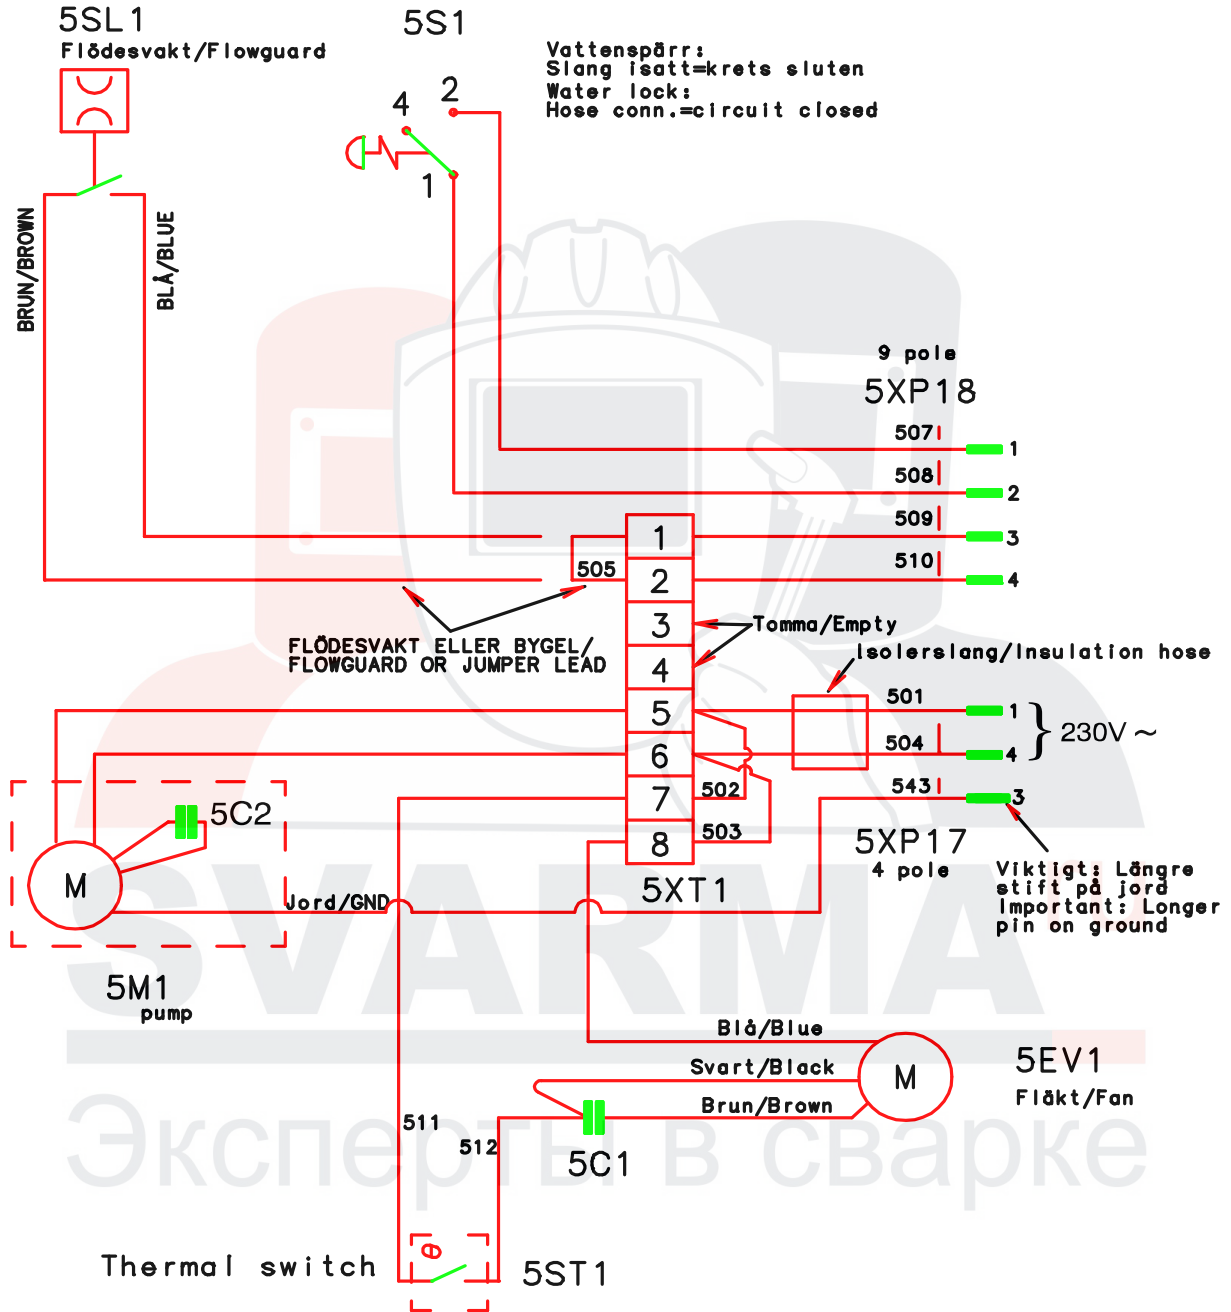 5SL1
Flödesvakt/Flowguard
5S1
Vattenspärr:
Slang isatt=krets sluten
Water lock:
Hose conn.=circuit closed
4
2
1
BRUN/BROWN
BLÅ/BLUE
9 pole
5XP18
507
1
508
2
509
3
510
4
1
505
2
3
4
5
6
7
8
5XT1
FLÖDESVAKT ELLER BYGEL/
FLOWGUARD OR JUMPER LEAD
Tomma/Empty
Isolerslang/Insulation hose
501
1
504
4
230V ~
543
3
502
503
5XP17
4 pole
Viktigt: Längre
stift på jord
Important: Longer
pin on ground
5C2
M
Jord/GND
5M1
pump
SVARMA
Blå/Blue
Svart/Black
Brun/Brown
M
5EV1
Fläkt/Fan
Эксперты в сварке
511
512
5C1
Thermal switch
θ
5ST1